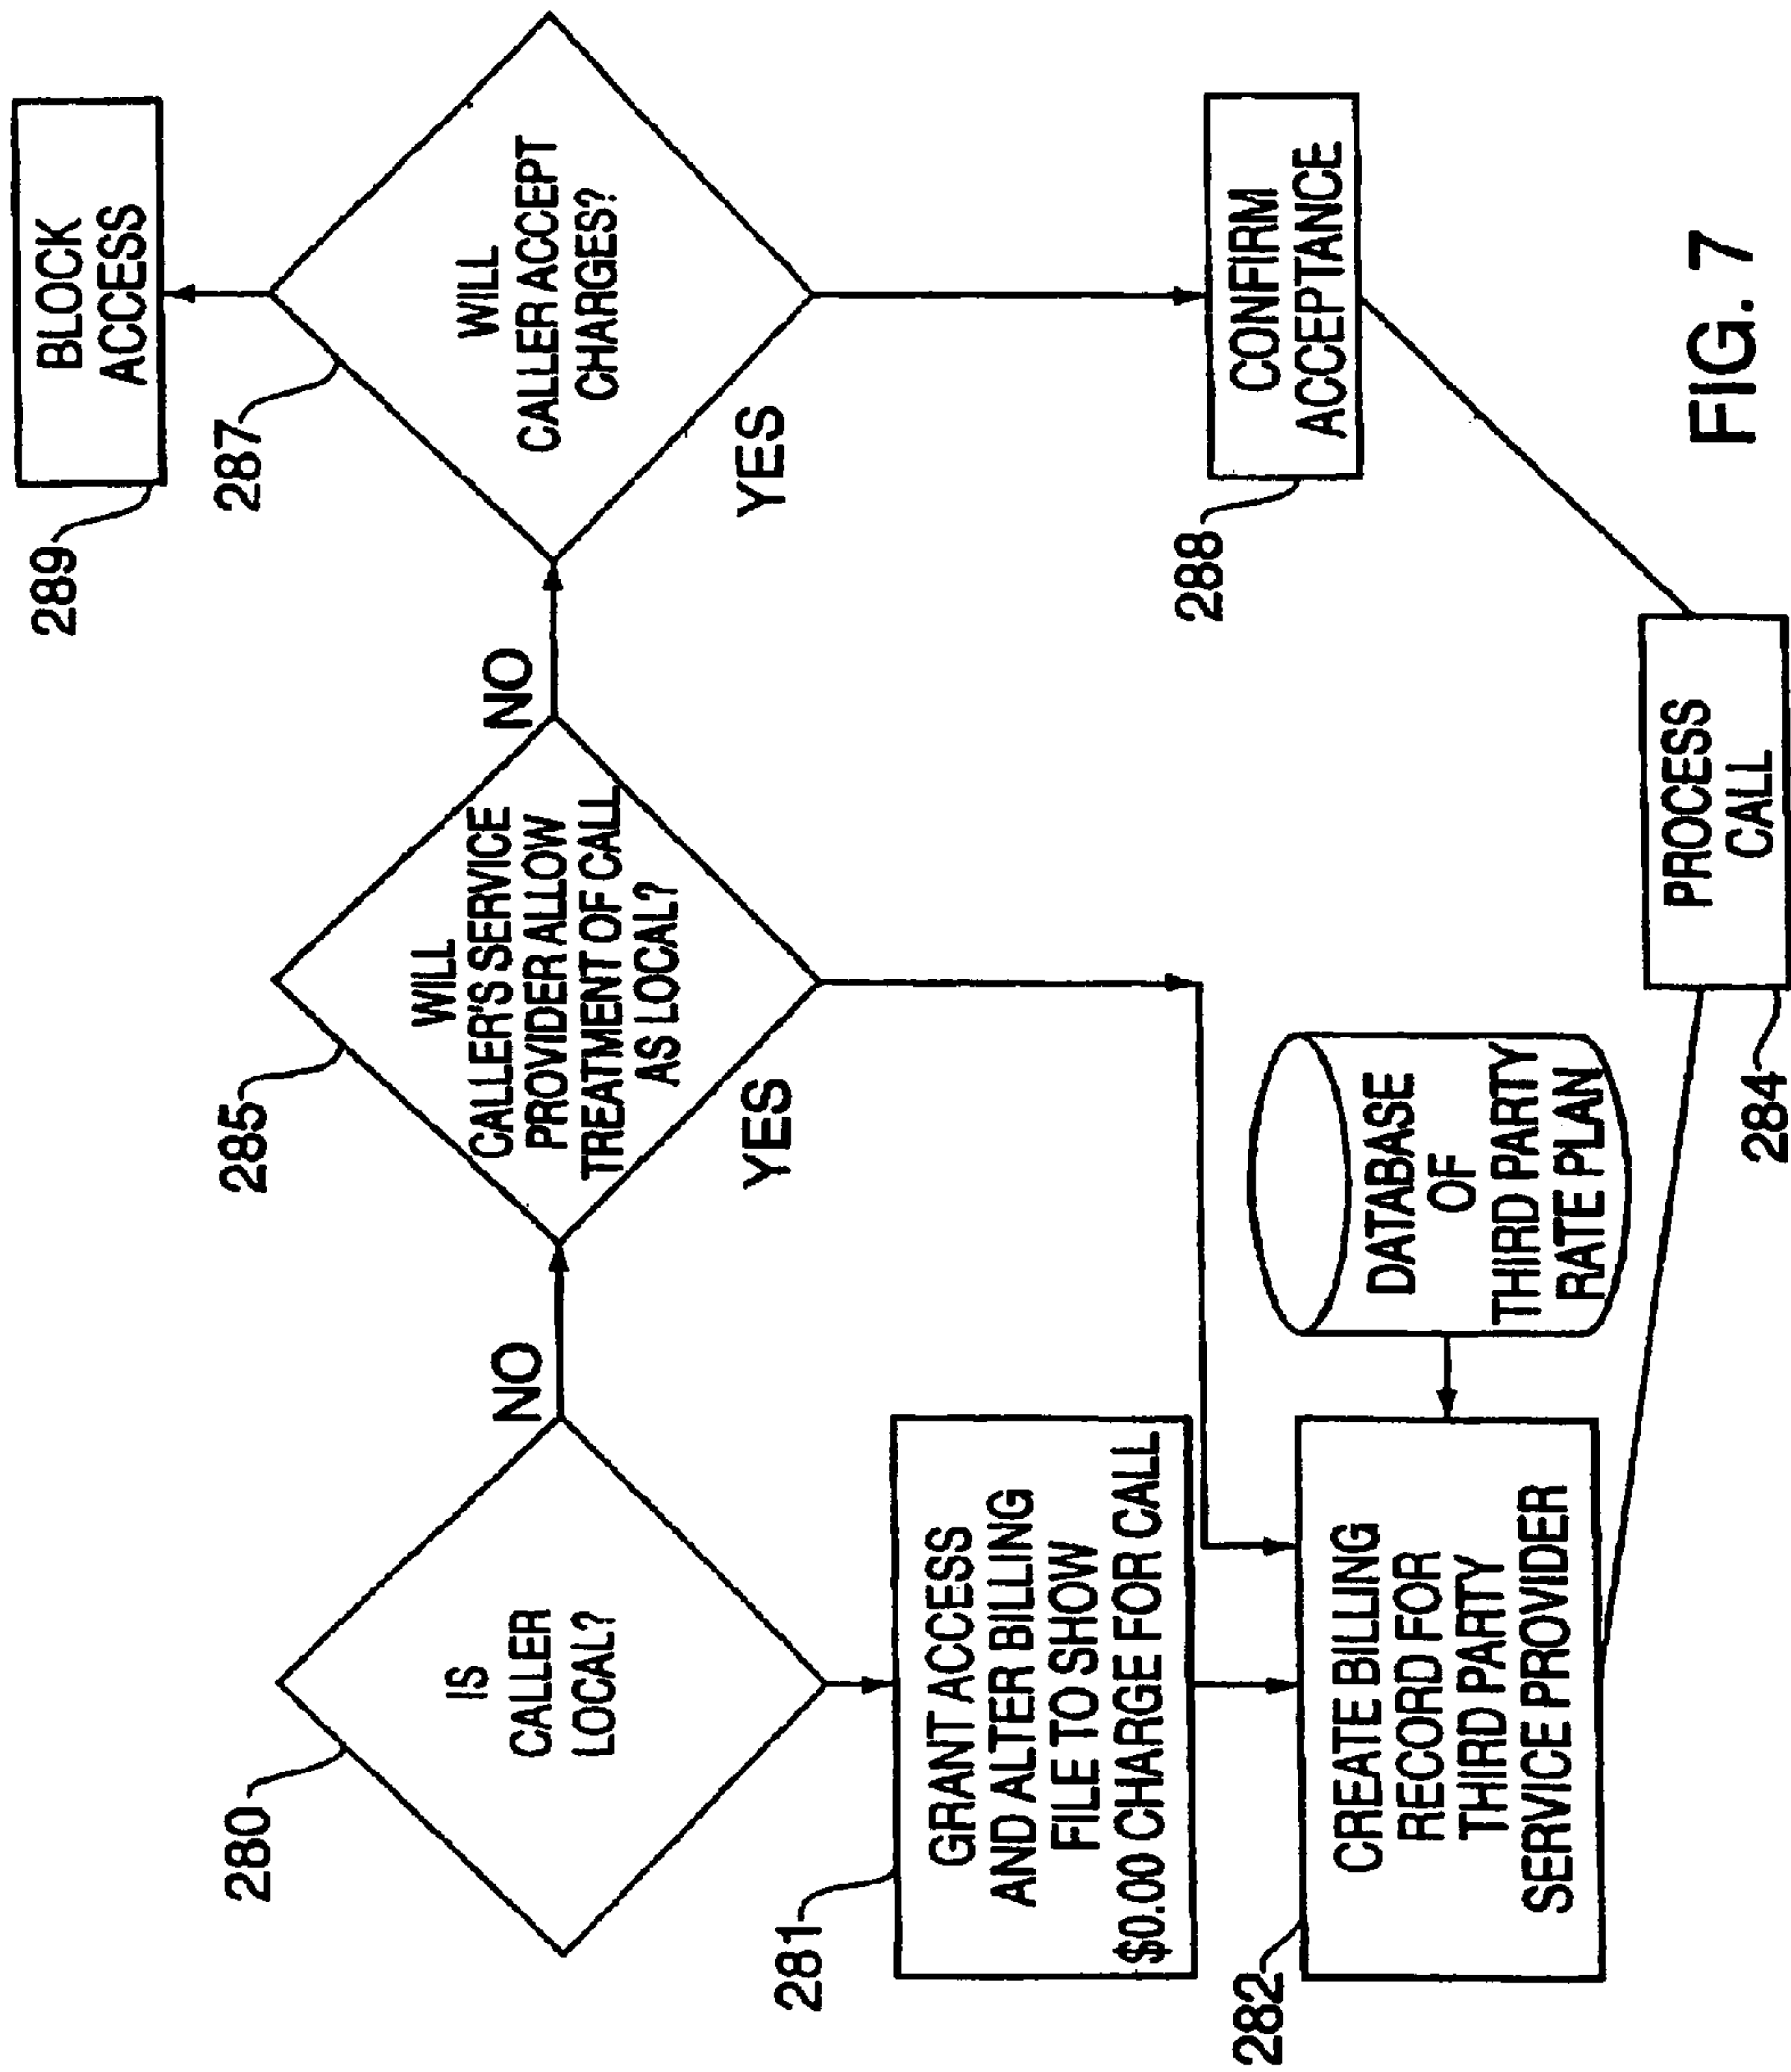 280
IS
CALLER
LOCAL?
NO
285
WILL
CALLER'S SERVICE
PROVIDER ALLOW
TREATMENT OF CALL
AS LOCAL?
NO
YES
287
WILL
CALLER ACCEPT
CHARGES?
YES
289
BLOCK
ACCESS
281
GRANT ACCESS
AND ALTER BILLING
FILE TO SHOW
$0.00 CHARGE FOR CALL
282
CREATE BILLING
RECORD FOR
THIRD PARTY
SERVICE PROVIDER
DATABASE
OF
THIRD PARTY
RATE PLAN
288
CONFIRM
ACCEPTANCE
284
PROCESS
CALL
FIG. 7